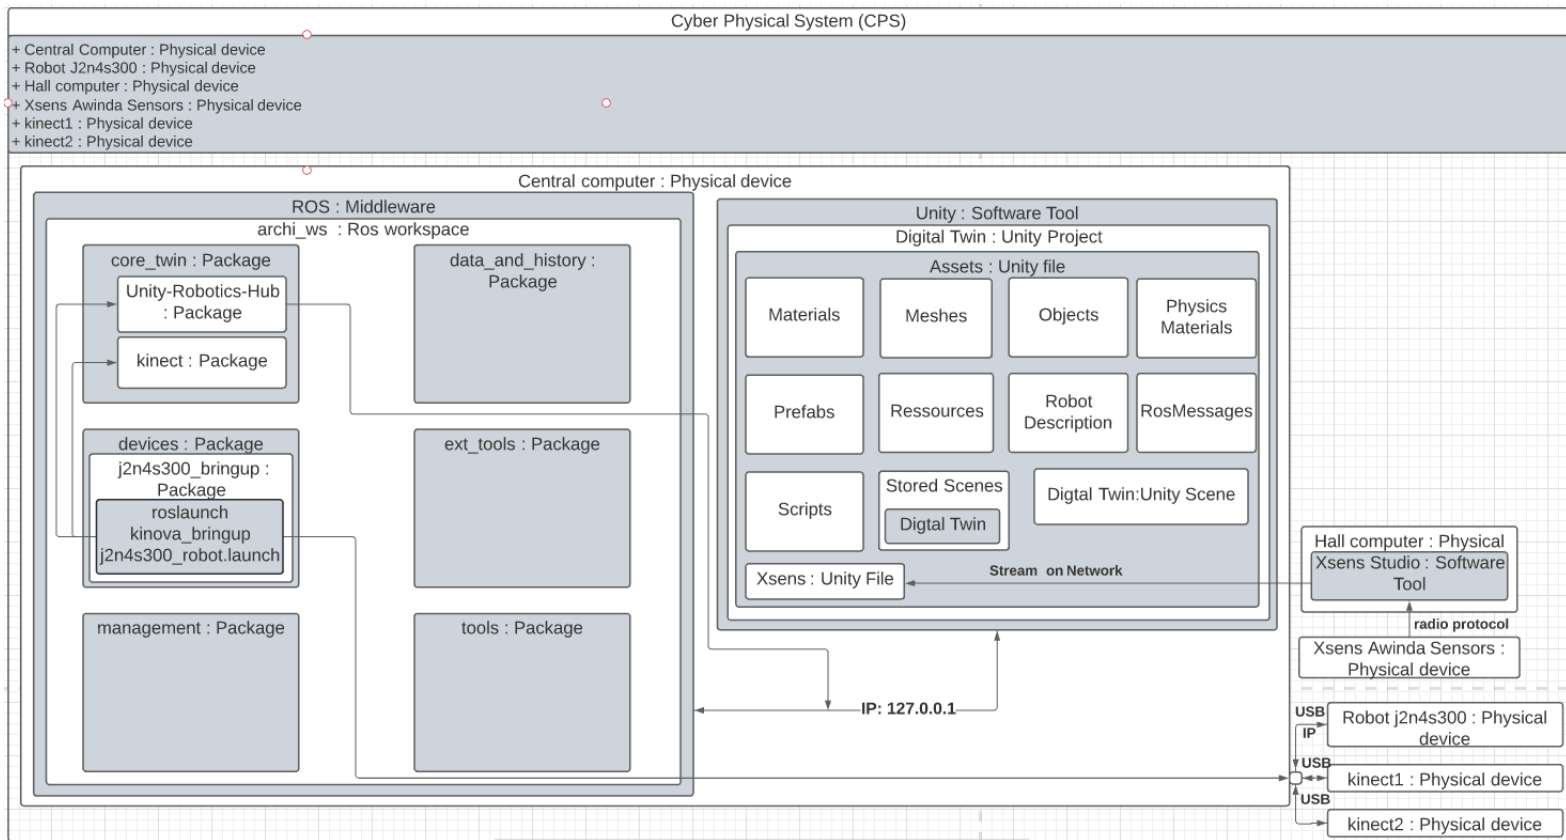 Cyber Physical System (CPS)
+ Central Computer : Physical device
+ Robot J2n4s300 : Physical device
+ Hall computer : Physical device
+ Xsens Awinda Sensors : Physical device
+ kinect1 : Physical device
+ kinect2 : Physical device
Central computer : Physical device
ROS : Middleware
archi_ws : Ros workspace
core_twin : Package
Unity-Robotics-Hub
: Package
kinect : Package
data_and_history :
Package
devices : Package
j2n4s300_bringup :
Package
roslaunch
kinova_bringup
j2n4s300_robot.launch
ext_tools : Package
management : Package
tools : Package
Unity : Software Tool
Digital Twin : Unity Project
Assets : Unity file
Materials
Meshes
Objects
Physics
Materials
Prefabs
Ressources
Robot
Description
RosMessages
Scripts
Stored Scenes
Digtal Twin
Digtal Twin:Unity Scene
Xsens : Unity File
Stream on Network
IP: 127.0.0.1
Hall computer : Physical
Xsens Studio : Software
Tool
radio protocol
Xsens Awinda Sensors :
Physical device
USB
IP
Robot j2n4s300 : Physical
device
USB
kinect1 : Physical device
USB
kinect2 : Physical device